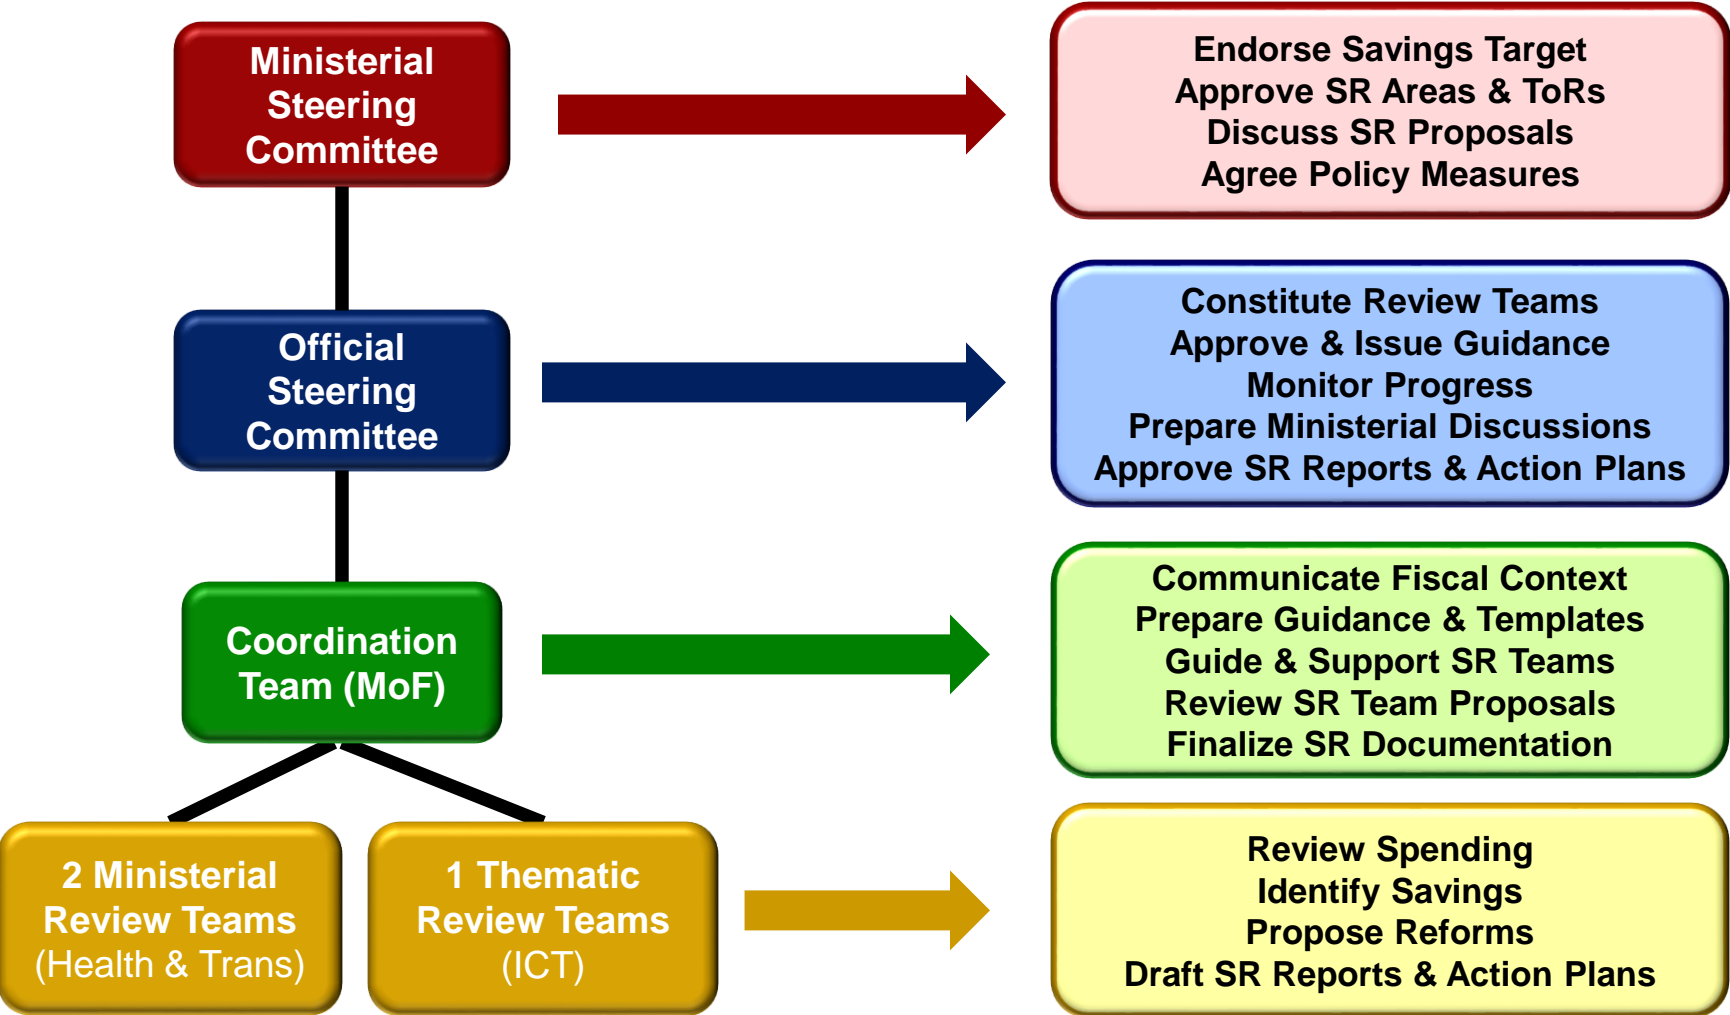 Ministerial
Steering
Committee
Endorse Savings Target
Approve SR Areas & ToRs
Discuss SR Proposals
Agree Policy Measures
Official
Steering
Committee
Constitute Review Teams
Approve & Issue Guidance
Monitor Progress
Prepare Ministerial Discussions
Approve SR Reports & Action Plans
Coordination
Team (MoF)
Communicate Fiscal Context
Prepare Guidance & Templates
Guide & Support SR Teams
Review SR Team Proposals
Finalize SR Documentation
2 Ministerial
Review Teams
(Health & Trans)
1 Thematic
Review Teams
(ICT)
Review Spending
Identify Savings
Propose Reforms
Draft SR Reports & Action Plans